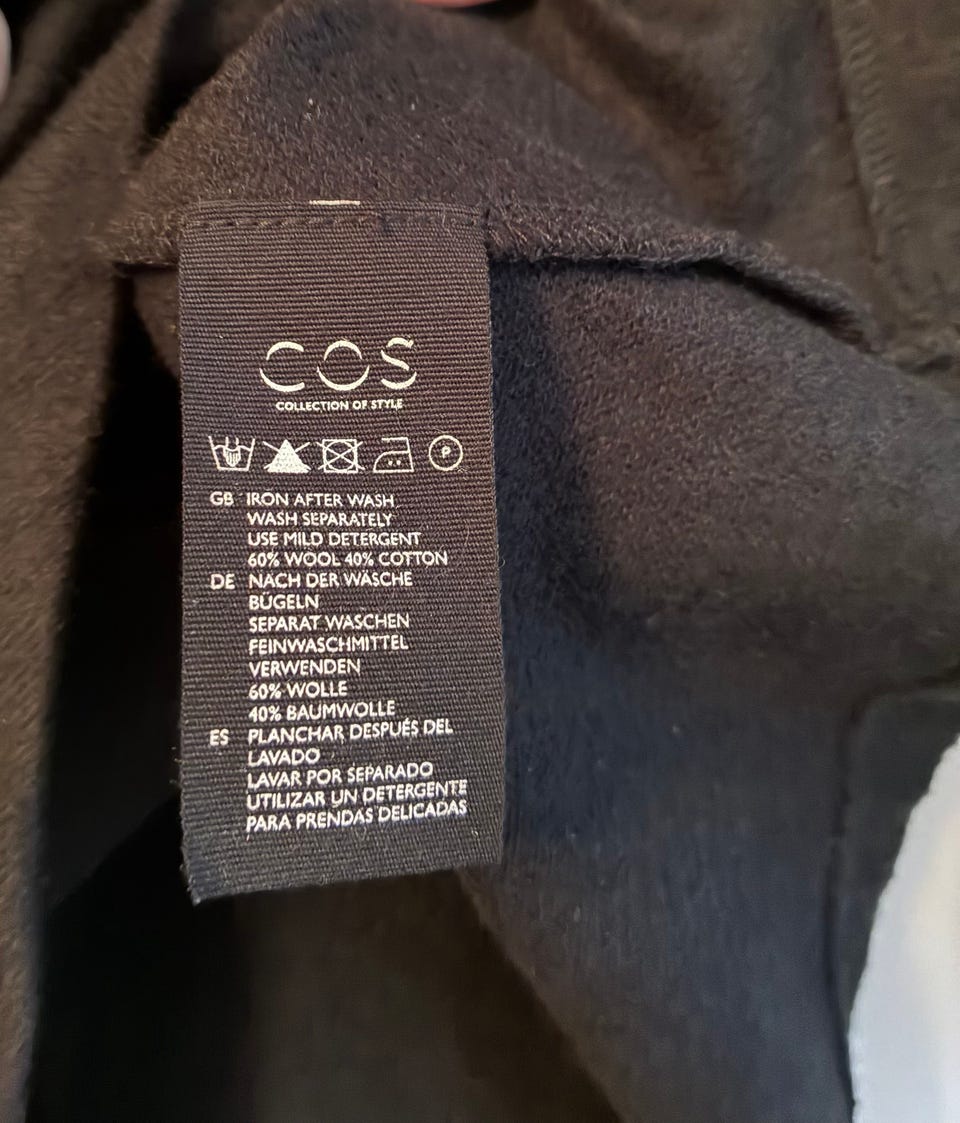 COS
COLLECTION OF STYLE
P
GB IRON AFTER WASH
WASH SEPARATELY
USE MILD DETERGENT
60% WOOL 40% COTTON
DE NACH DER WÄSCHE
BÜGELN
SEPARAT WASCHEN
FEINWASCHMITTEL
VERWENDEN
60% WOLLE
40% BAUMWOLLE
ES PLANCHAR DESPUÉS DEL
LAVADO
LAVAR POR SEPARADO
UTILIZAR UN DETERGENTE
PARA PRENDAS DELICADAS